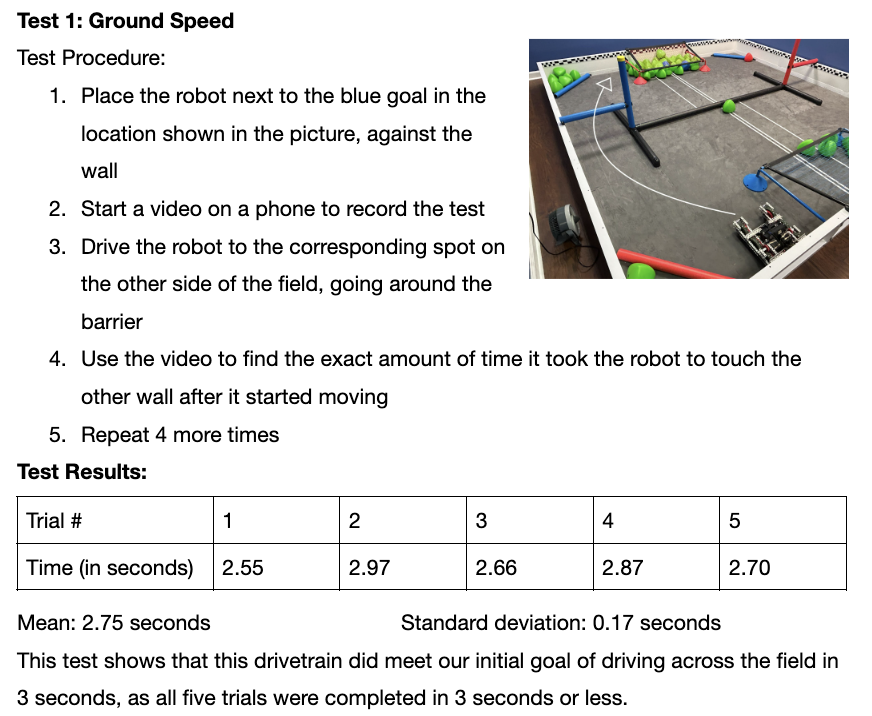 Test 1: Ground Speed
Test Procedure:
1. Place the robot next to the blue goal in the
location shown in the picture, against the
wall
2. Start a video on a phone to record the test
3. Drive the robot to the corresponding spot on
the other side of the field, going around the
barrier
4. Use the video to find the exact amount of time it took the robot to touch the
other wall after it started moving
5. Repeat 4 more times
Test Results:
Trial # 1 2 3 4 5
Time (in seconds) 2.55 2.97 2.66 2.87 2.70
Mean: 2.75 seconds Standard deviation: 0.17 seconds
This test shows that this drivetrain did meet our initial goal of driving across the field in
3 seconds, as all five trials were completed in 3 seconds or less.